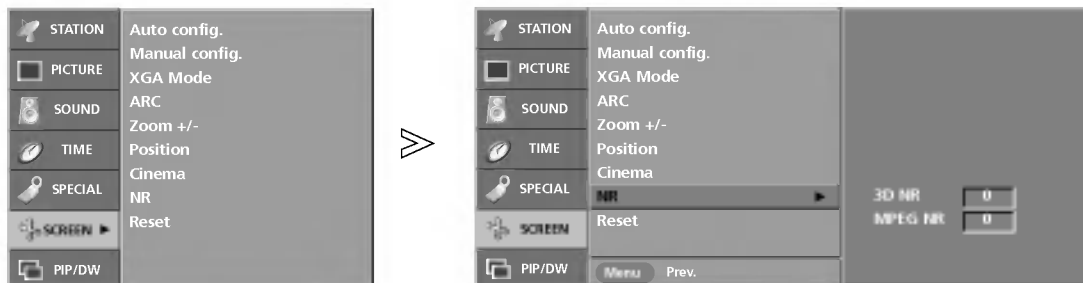 STATION
PICTURE
SOUND
TIME
SPECIAL
SCREEN
PIP/DW
Auto config.
Manual config.
XGA Mode
ARC
Zoom +/-
Position
Cinema
NR
Reset
STATION
PICTURE
SOUND
TIME
SPECIAL
SCREEN
PIP/DW
Auto config.
Manual config.
XGA Mode
ARC
Zoom +/-
Position
Cinema
NR
Reset
Menu Prev.
3D NR 0
MPEG NR 0